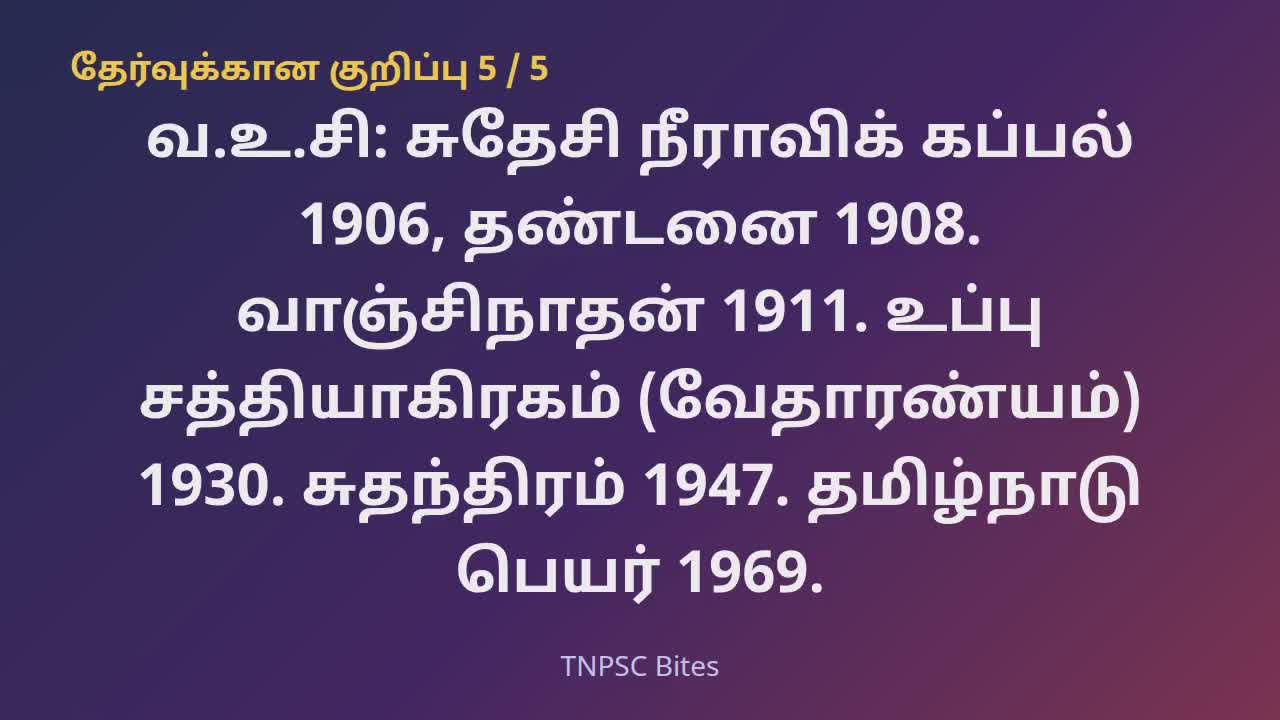 தேர்வுக்கான குறிப்பு 5 / 5
வ.உ.சி: சுதேசி நீராவிக் கப்பல்
1906, தண்டனை 1908.
வாஞ்சிநாதன் 1911. உப்பு
சத்தியாகிரகம் (வேதாரண்யம்)
1930. சுதந்திரம் 1947. தமிழ்நாடு
பெயர் 1969.
TNPSC Bites